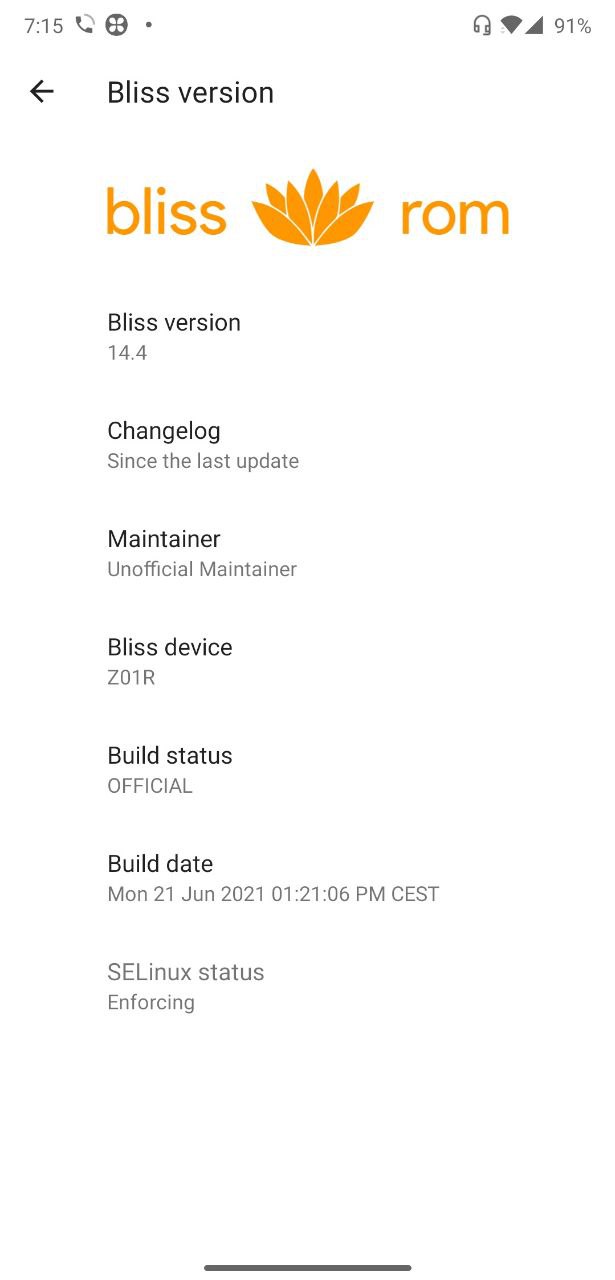 7:15 91%
Bliss version
bliss rom
Bliss version
14.4
Changelog
Since the last update
Maintainer
Unofficial Maintainer
Bliss device
Z01R
Build status
OFFICIAL
Build date
Mon 21 Jun 2021 01:21:06 PM CEST
SELinux status
Enforcing